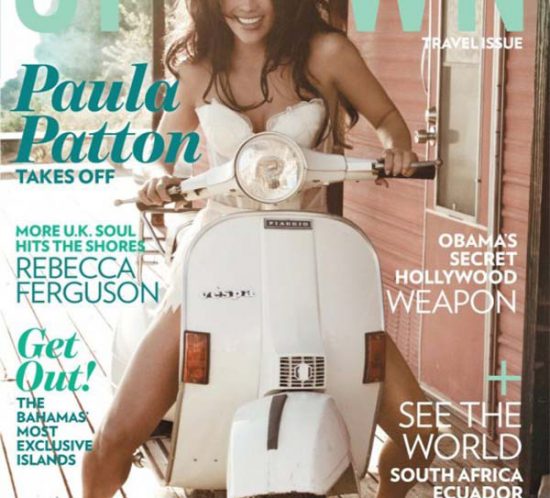 TRAVEL ISSUE
Paula
Patton
TAKES OFF
MORE U.K. SOUL
HITS THE SHORES
REBECCA
FERGUSON
Get
Out!
THE
BAHAMAS'
MOST
EXCLUSIVE
ISLANDS
PIAGGIO
Vespa
OBAMA'S
SECRET
HOLLYWOOD
WEAPON
+
SEE THE
WORLD
SOUTH AFRICA
ECUADOR